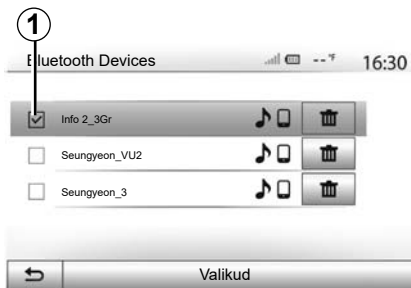 1
Bluetooth Devices -- °F 16:30
Info 2_3Gr
Seungyeon_VU2
Seungyeon_3
Valikud